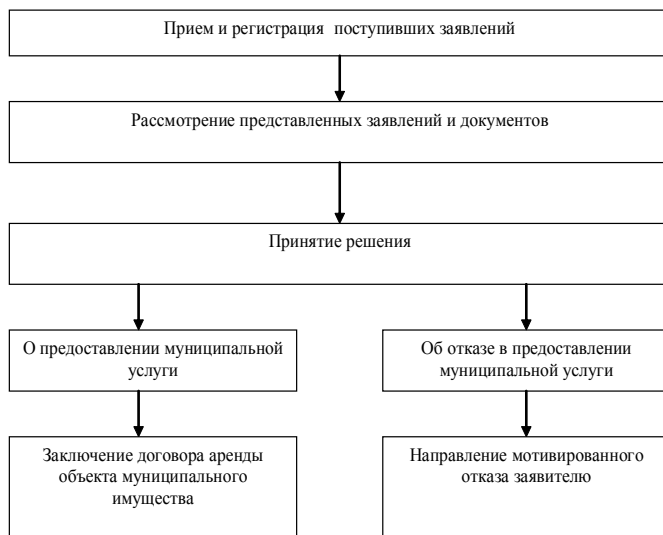 Прием и регистрация поступивших заявлений
Рассмотрение представленных заявлений и документов
Принятие решения
О предоставлении муниципальной
услуги
Об отказе в предоставлении
муниципальной услуги
Заключение договора аренды
объекта муниципального
имущества
Направление мотивированного
отказа заявителю